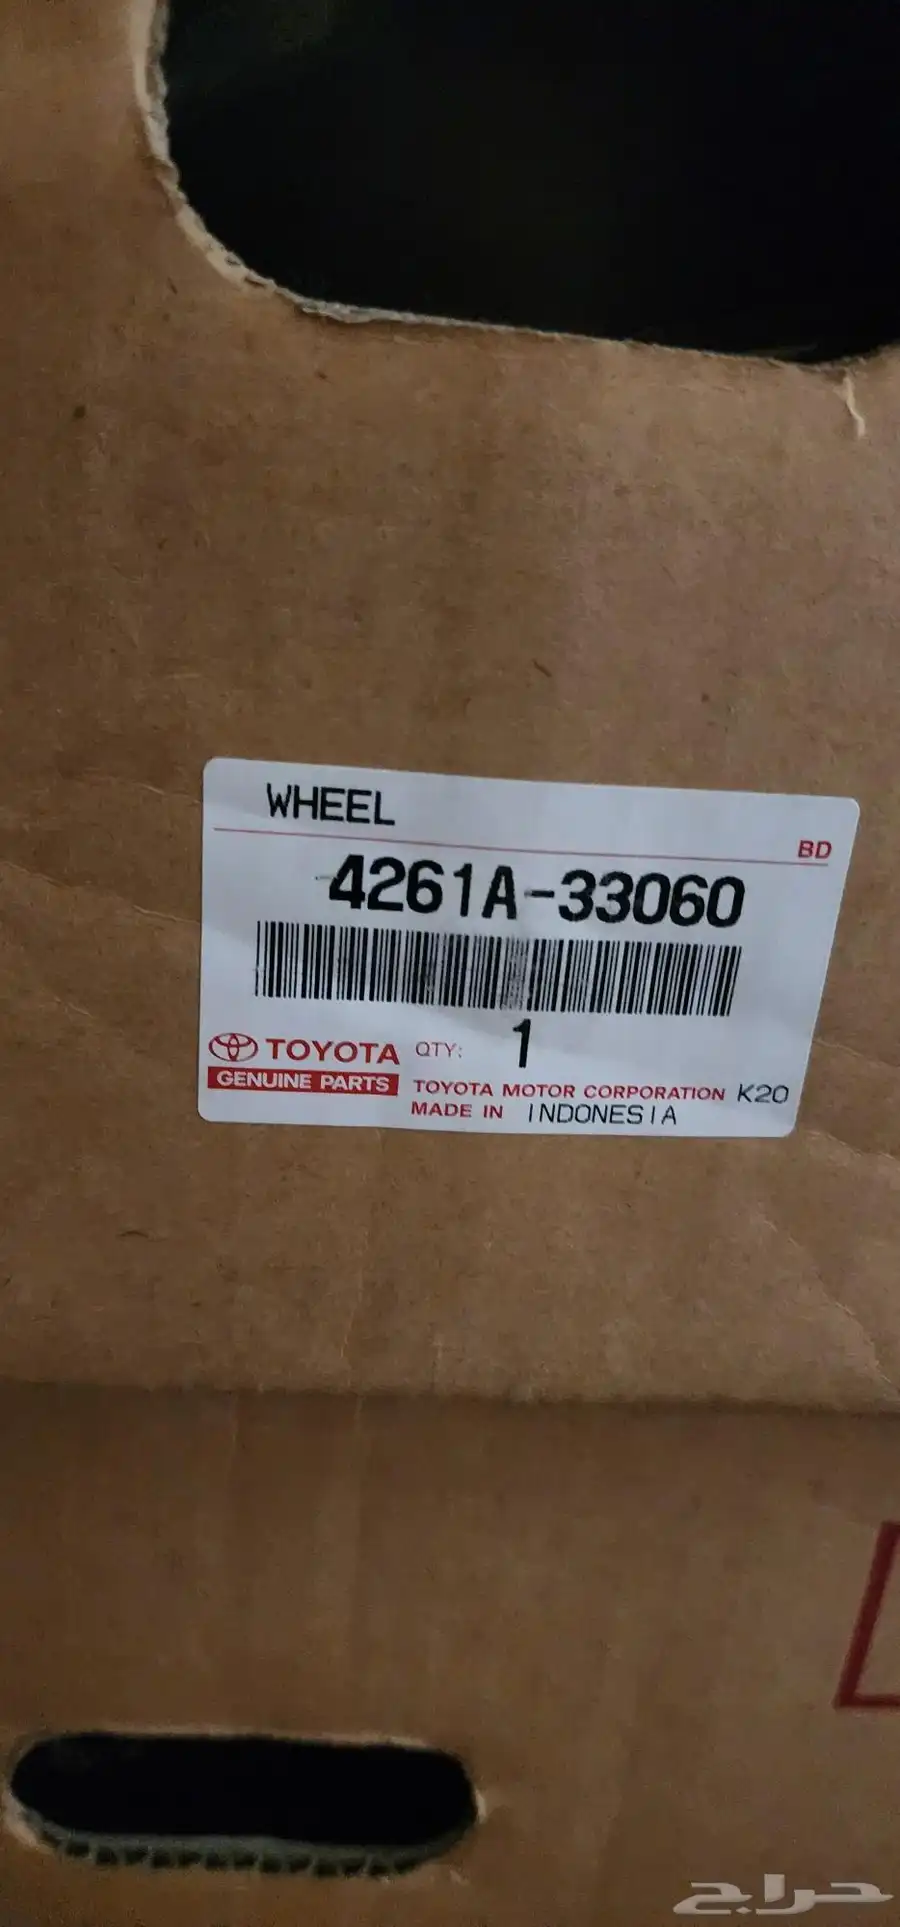 WHEEL
BD
4261A-33060
TOYOTA QTY: 1
GENUINE PARTS TOYOTA MOTOR CORPORATION K20
MADE IN INDONESIA
حراج